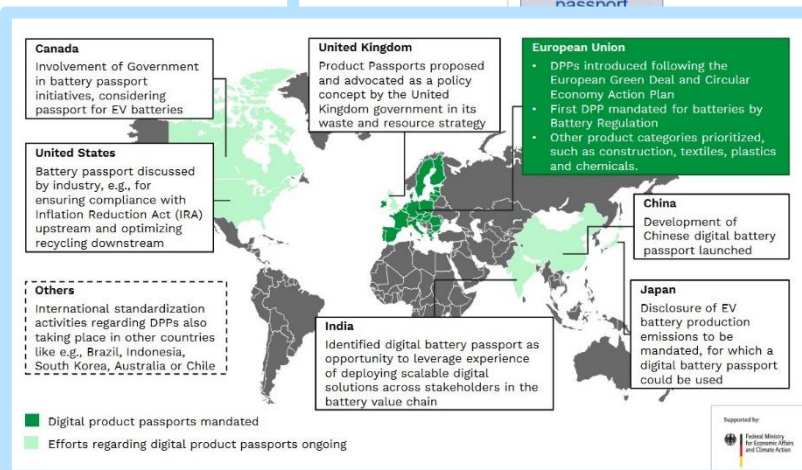 passport
Canada
Involvement of Government
in battery passport
initiatives, considering
passport for EV batteries
United Kingdom
Product Passports proposed
and advocated as a policy
concept by the United
Kingdom government in its
waste and resource strategy
European Union
• DPPs introduced following the
European Green Deal and Circular
Economy Action Plan
• First DPP mandated for batteries by
Battery Regulation
• Other product categories prioritized,
such as construction, textiles, plastics
and chemicals.
United States
Battery passport discussed
by industry, e.g., for
ensuring compliance with
Inflation Reduction Act (IRA)
upstream and optimizing
recycling downstream
China
Development of
Chinese digital battery
passport launched
Others
International standardization
activities regarding DPPs also
taking place in other countries
like e.g., Brazil, Indonesia,
South Korea, Australia or Chile
India
Identified digital battery passport as
opportunity to leverage experience
of deploying scalable digital
solutions across stakeholders in the
battery value chain
Japan
Disclosure of EV
battery production
emissions to be
mandated, for which a
digital battery passport
could be used
Digital product passports mandated
Efforts regarding digital product passports ongoing
Supported by:
Federal Ministry
for Economic Affairs
and Climate Action